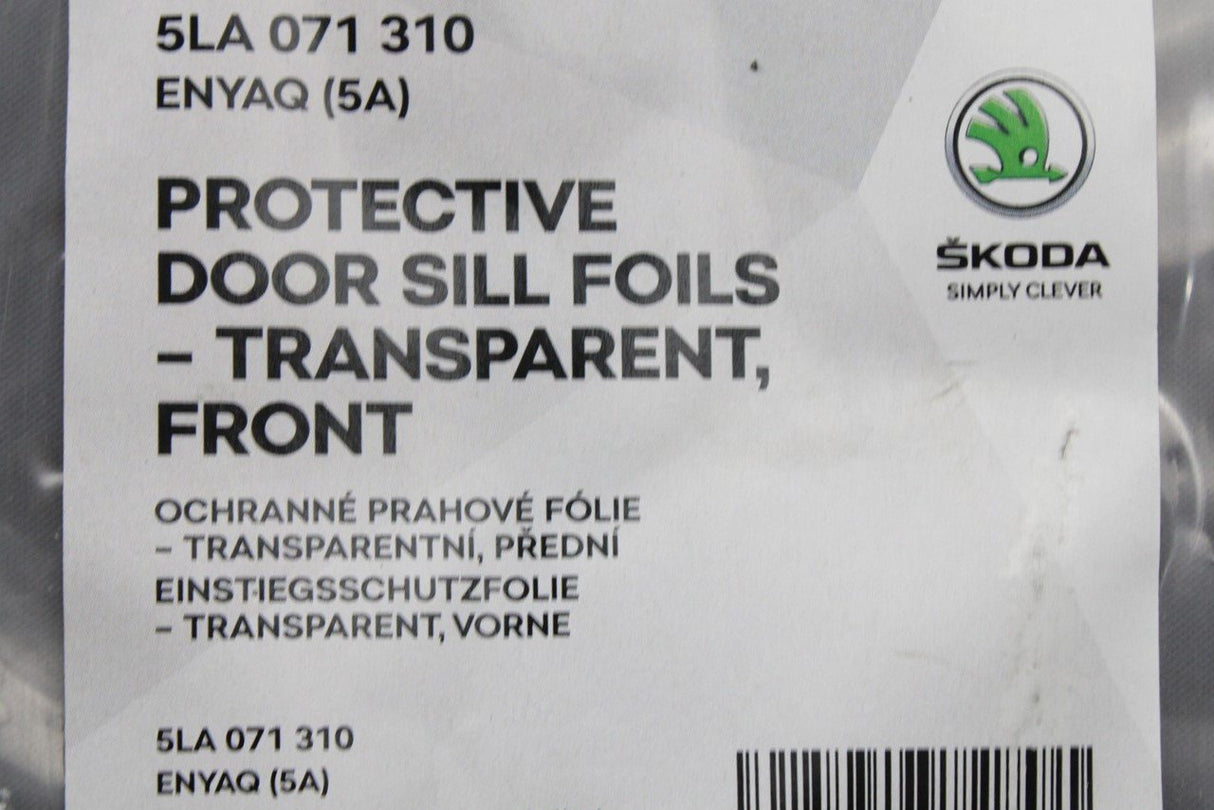 5LA 071 310
ENYAQ (5A)
PROTECTIVE
DOOR SILL FOILS
– TRANSPARENT,
FRONT
ŠKODA
SIMPLY CLEVER
OCHRANNÉ PRAHOVÉ FÓLIE
– TRANSPARENTNÍ, PŘEDNÍ
EINSTIEGSSCHUTZFOLIE
– TRANSPARENT, VORNE
5LA 071 310
ENYAQ (5A)